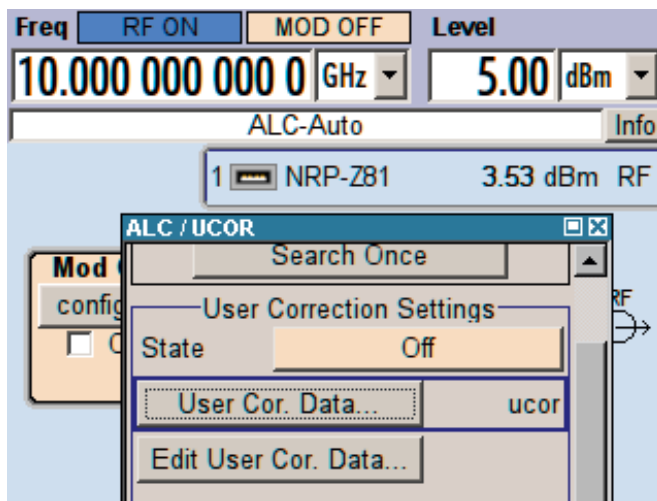 Freq RF ON MOD OFF Level
10.000 000 000 0 GHz 5.00 dBm
ALC-Auto Info
1 NRP-Z81 3.53 dBm RF
ALC / UCOR
Search Once
Mod
config
User Correction Settings
RF
State Off
User Cor. Data... ucor
Edit User Cor. Data...